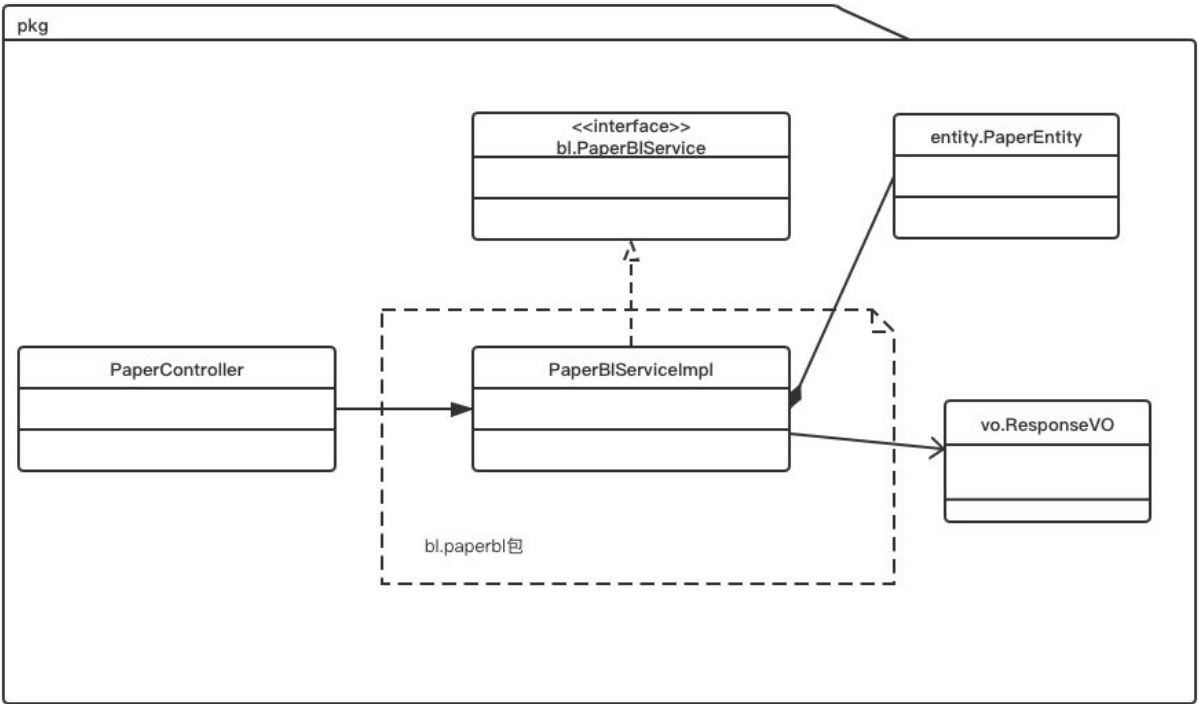 pkg
<<interface>>
bl.PaperBlService
entity.PaperEntity
PaperController
PaperBlServiceImpl
vo.ResponseVO
bl.paperbl包